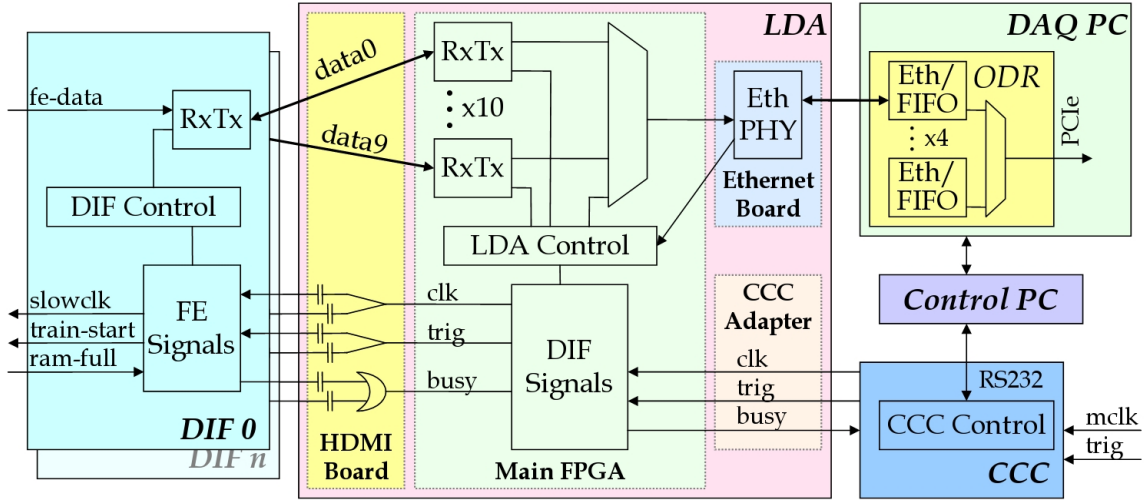 DIF 0
DIF n
fe-data
RxTx
DIF Control
FE
Signals
slowclk
train-start
ram-full
data0
data9
HDMI
Board
LDA
RxTx
x10
RxTx
LDA Control
clk
trig
busy
DIF
Signals
Main FPGA
Eth
PHY
Ethernet
Board
CCC
Adapter
clk
trig
busy
DAQ PC
ODR
Eth/
FIFO
x4
Eth/
FIFO
PCIe
Control PC
RS232
CCC Control
CCC
mclk
trig